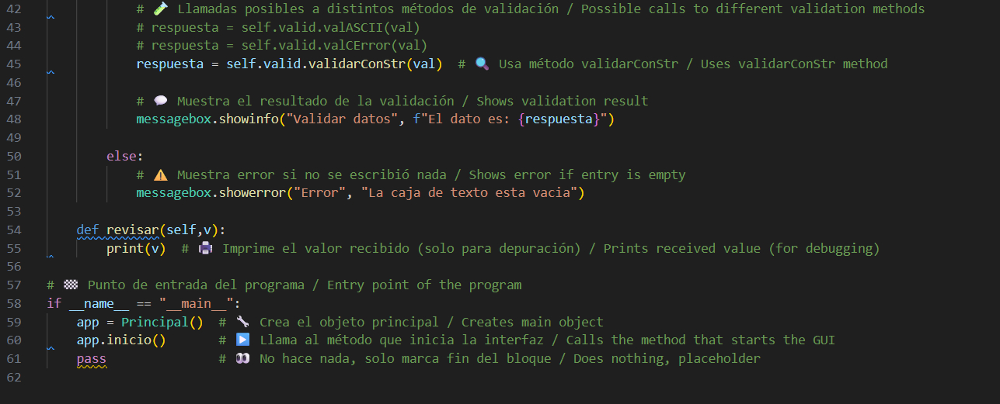 42 # 🧪 Llamadas posibles a distintos métodos de validación / Possible calls to different validation methods
43 # respuesta = self.valid.valASCII(val)
44 # respuesta = self.valid.valCError(val)
45 respuesta = self.valid.validarConStr(val)  # 🔍 Usa método validarConStr / Uses validarConStr method
46
47 # 💬 Muestra el resultado de la validación / Shows validation result
48 messagebox.showinfo("Validar datos", f"El dato es: {respuesta}")
49
50 else:
51 # ⚠️ Muestra error si no se escribió nada / Shows error if entry is empty
52 messagebox.showerror("Error", "La caja de texto esta vacia")
53
54 def revisar(self,v):
55 print(v)  # 🖨️ Imprime el valor recibido (solo para depuración) / Prints received value (for debugging)
56
57 # 🏁 Punto de entrada del programa / Entry point of the program
58 if __name__ == "__main__":
59 app = Principal()  # 🔧 Crea el objeto principal / Creates main object
60 app.inicio()       # ▶️ Llama al método que inicia la interfaz / Calls the method that starts the GUI
61 pass               # 👀 No hace nada, solo marca fin del bloque / Does nothing, placeholder
62